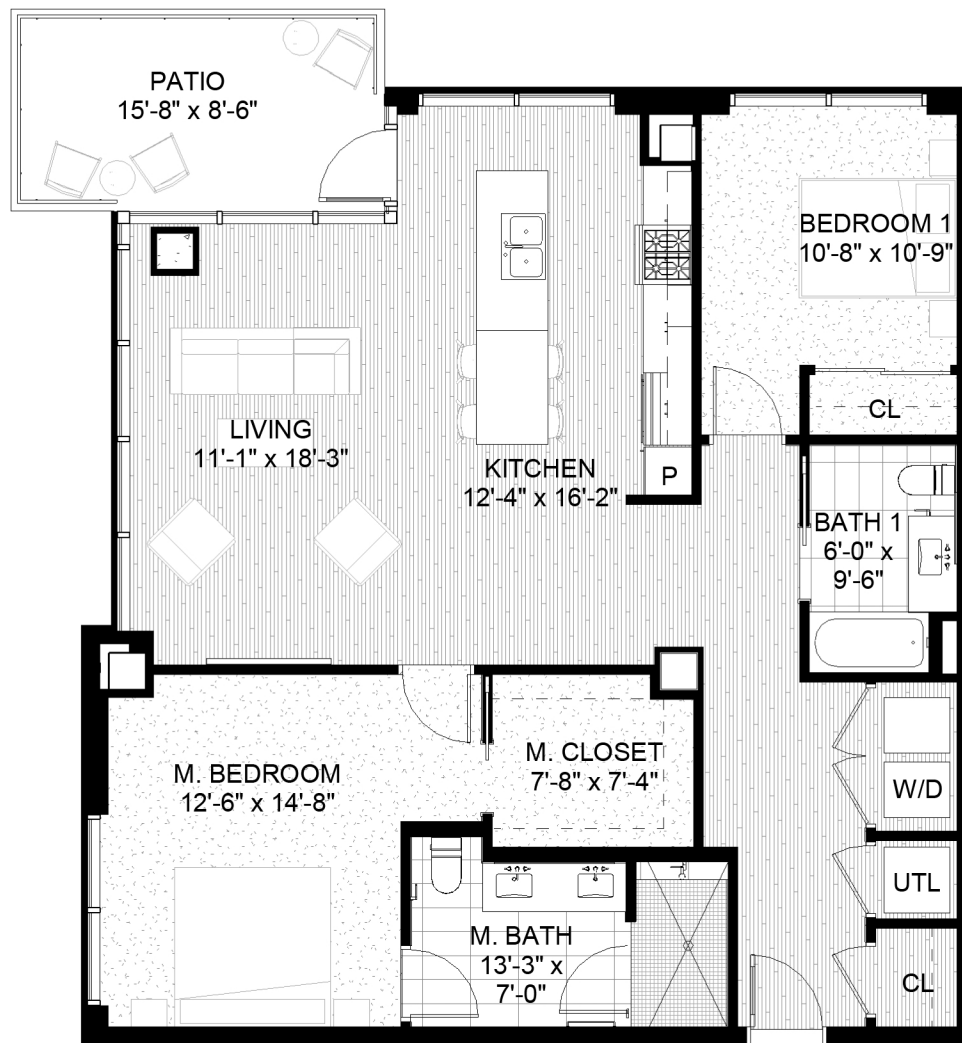 PATIO
15'-8" x 8'-6"
BEDROOM 1
10'-8" x 10'-9"
CL
LIVING
11'-1" x 18'-3"
KITCHEN
12'-4" x 16'-2"
P
BATH 1
6'-0" x
9'-6"
M. BEDROOM
12'-6" x 14'-8"
M. CLOSET
7'-8" x 7'-4"
W/D
UTL
M. BATH
13'-3" x
7'-0"
CL